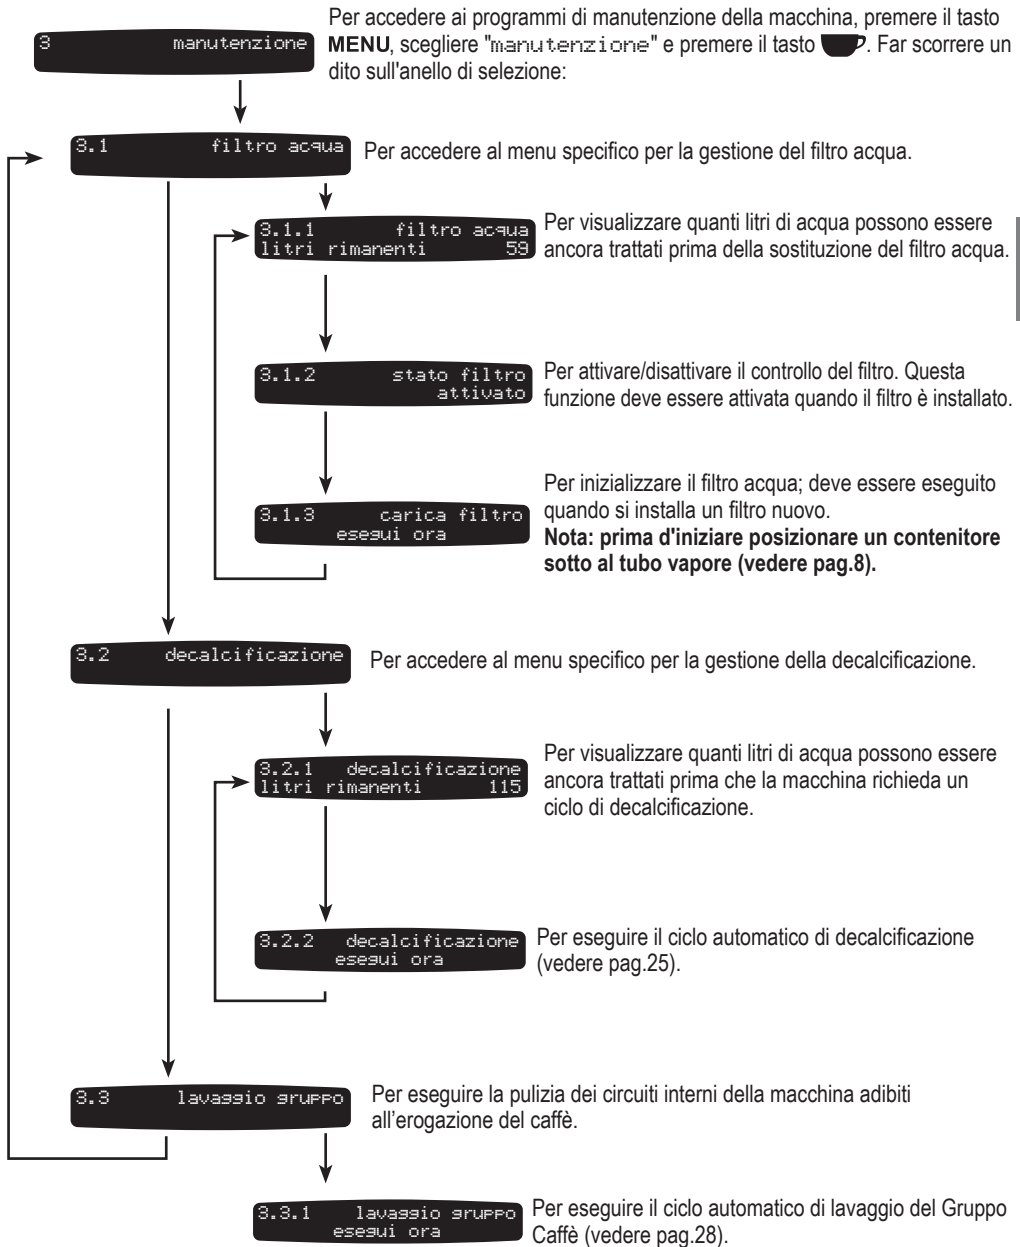 Per accedere ai programmi di manutenzione della macchina, premere il tasto
MENU, scegliere "manutenzione" e premere il tasto . Far scorrere un
dito sull'anello di selezione:
3 manutenzione
3.1 filtro acqua
Per accedere al menu specifico per la gestione del filtro acqua.
3.1.1 filtro acqua
litri rimanenti 59
Per visualizzare quanti litri di acqua possono essere
ancora trattati prima della sostituzione del filtro acqua.
3.1.2 stato filtro
attivato
Per attivare/disattivare il controllo del filtro. Questa
funzione deve essere attivata quando il filtro è installato.
3.1.3 carica filtro
esegui ora
Per inizializzare il filtro acqua; deve essere eseguito
quando si installa un filtro nuovo.
Nota: prima d'iniziare posizionare un contenitore
sotto al tubo vapore (vedere pag.8).
3.2 decalcificazione
Per accedere al menu specifico per la gestione della decalcificazione.
3.2.1 decalcificazione
litri rimanenti 115
Per visualizzare quanti litri di acqua possono essere
ancora trattati prima che la macchina richieda un
ciclo di decalcificazione.
3.2.2 decalcificazione
esegui ora
Per eseguire il ciclo automatico di decalcificazione
(vedere pag.25).
3.3 lavaggio gruppo
Per eseguire la pulizia dei circuiti interni della macchina adibiti
all'erogazione del caffè.
3.3.1 lavaggio gruppo
esegui ora
Per eseguire il ciclo automatico di lavaggio del Gruppo
Caffè (vedere pag.28).